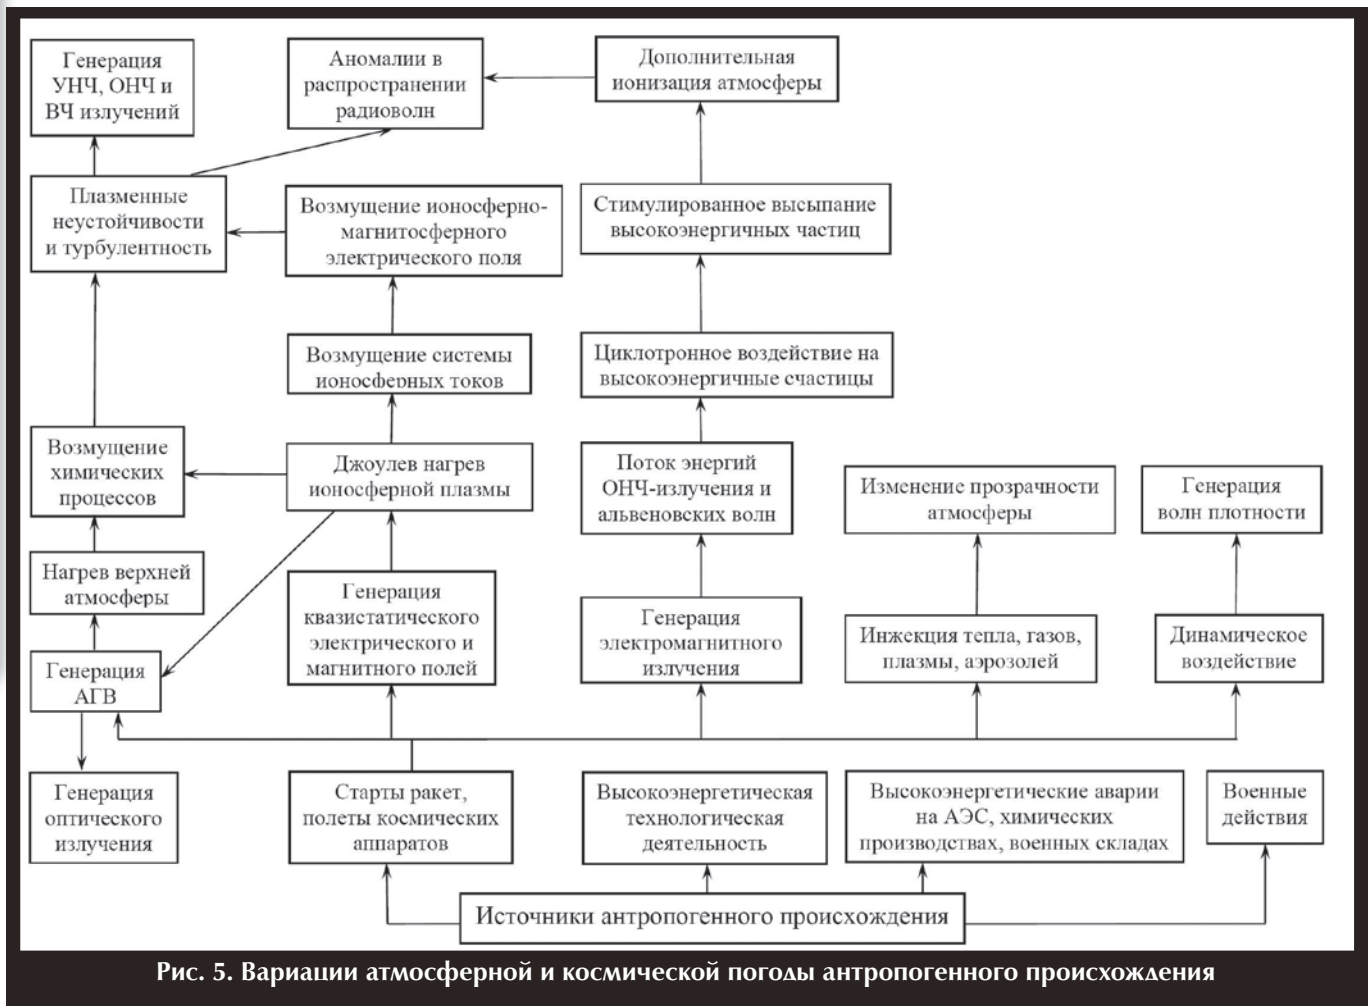 Генерация
УНЧ, ОНЧ и
ВЧ излучений
Аномалии в
распространении
радиоволн
Дополнительная
ионизация атмосферы
Плазменные
неустойчивости
и турбулентность
Возмущение ионосферно-
магнитосферного
электрического поля
Стимулированное высыпание
высокоэнергичных частиц
Возмущение системы
ионосферных токов
Циклотронное воздействие на
высокоэнергичные счастицы
Возмущение
химических
процессов
Джоулев нагрев
ионосферной плазмы
Поток энергий
ОНЧ-излучения и
альвеновских волн
Изменение прозрачности
атмосферы
Генерация
волн плотности
Нагрев верхней
атмосферы
Генерация
квазистатического
электрического и
магнитного полей
Генерация
электромагнитного
излучения
Инжекция тепла, газов,
плазмы, аэрозолей
Динамическое
воздействие
Генерация
АГВ
Генерация
оптического
излучения
Старты ракет,
полеты космических
аппаратов
Высокоэнергетическая
технологическая
деятельность
Высокоэнергетические аварии
на АЭС, химических
производствах, военных складах
Военные
действия
Источники антропогенного происхождения
Рис. 5. Вариации атмосферной и космической погоды антропогенного происхождения